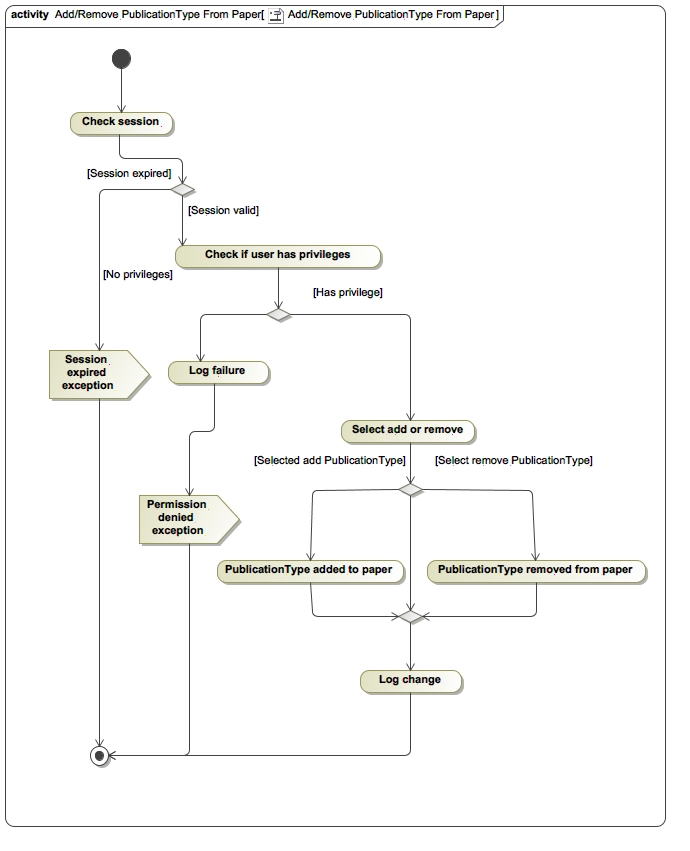 activity Add/Remove PublicationType From Paper[ Add/Remove PublicationType From Paper ]
Check session
[Session expired]
[Session valid]
Check if user has privileges
[No privileges]
[Has privilege]
Session
expired
exception
Log failure
Select add or remove
[Selected add PublicationType]
[Select remove PublicationType]
Permission
denied
exception
PublicationType added to paper
PublicationType removed from paper
Log change